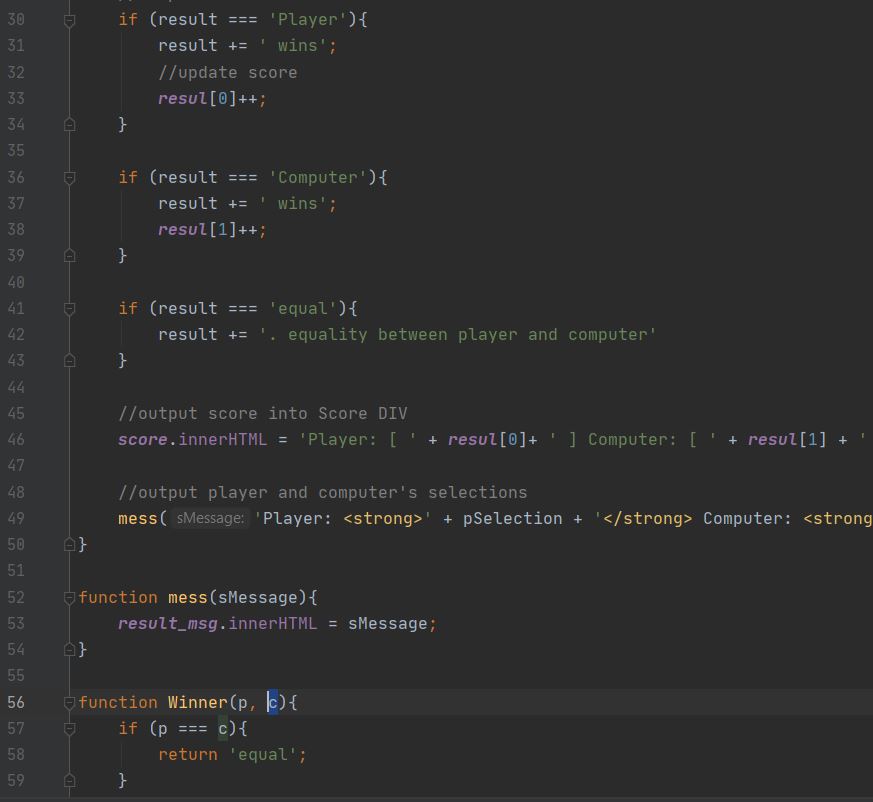 30 if (result === 'Player'){
31 result += ' wins';
32 //update score
33 resul[0]++;
34 }
35
36 if (result === 'Computer'){
37 result += ' wins';
38 resul[1]++;
39 }
40
41 if (result === 'equal'){
42 result += '. equality between player and computer'
43 }
44
45 //output score into Score DIV
46 score.innerHTML = 'Player: [ ' + resul[0]+ ' ] Computer: [ ' + resul[1] + '
47
48 //output player and computer's selections
49 mess( sMessage: 'Player: <strong>' + pSelection + '</strong> Computer: <strong
50 }
51
52 function mess(sMessage){
53 result_msg.innerHTML = sMessage;
54 }
55
56 function Winner(p, c){
57 if (p === c){
58 return 'equal';
59 }